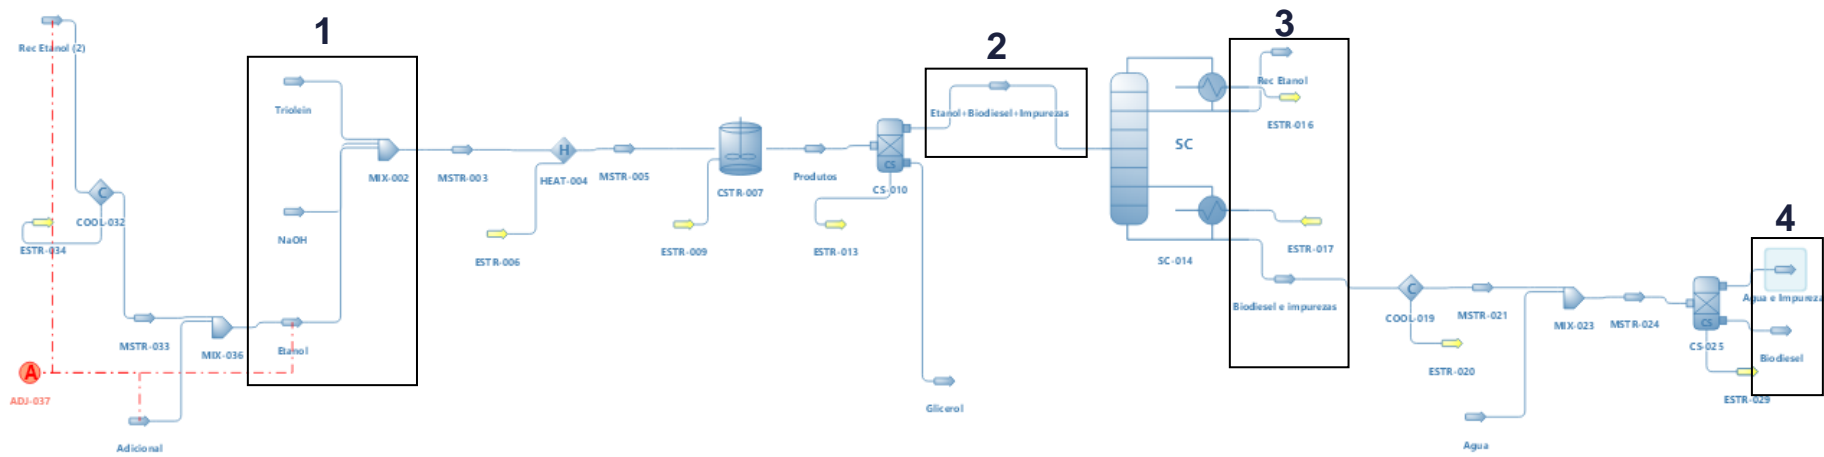 1
2
3
4
Rec Etanol (2)
C
COOL-032
ESTR-034
MSTR-033
MIX-036
A
ADJ-037
Adicional
Triolein
NaOH
Etanol
MIX-002
MSTR-003
H
HEAT-004
ESTR-006
MSTR-005
CSTR-007
ESTR-009
Produtos
CS
CS-010
ESTR-013
Etanol+Biodiesel+Impurezas
Glicerol
SC
SC-014
Rec Etanol
ESTR-016
ESTR-017
Biodiesel e impurezas
C
COOL-019
ESTR-020
MSTR-021
MIX-023
Agua
MSTR-024
CS
CS-025
Agua e Impureza
Biodiesel
ESTR-029